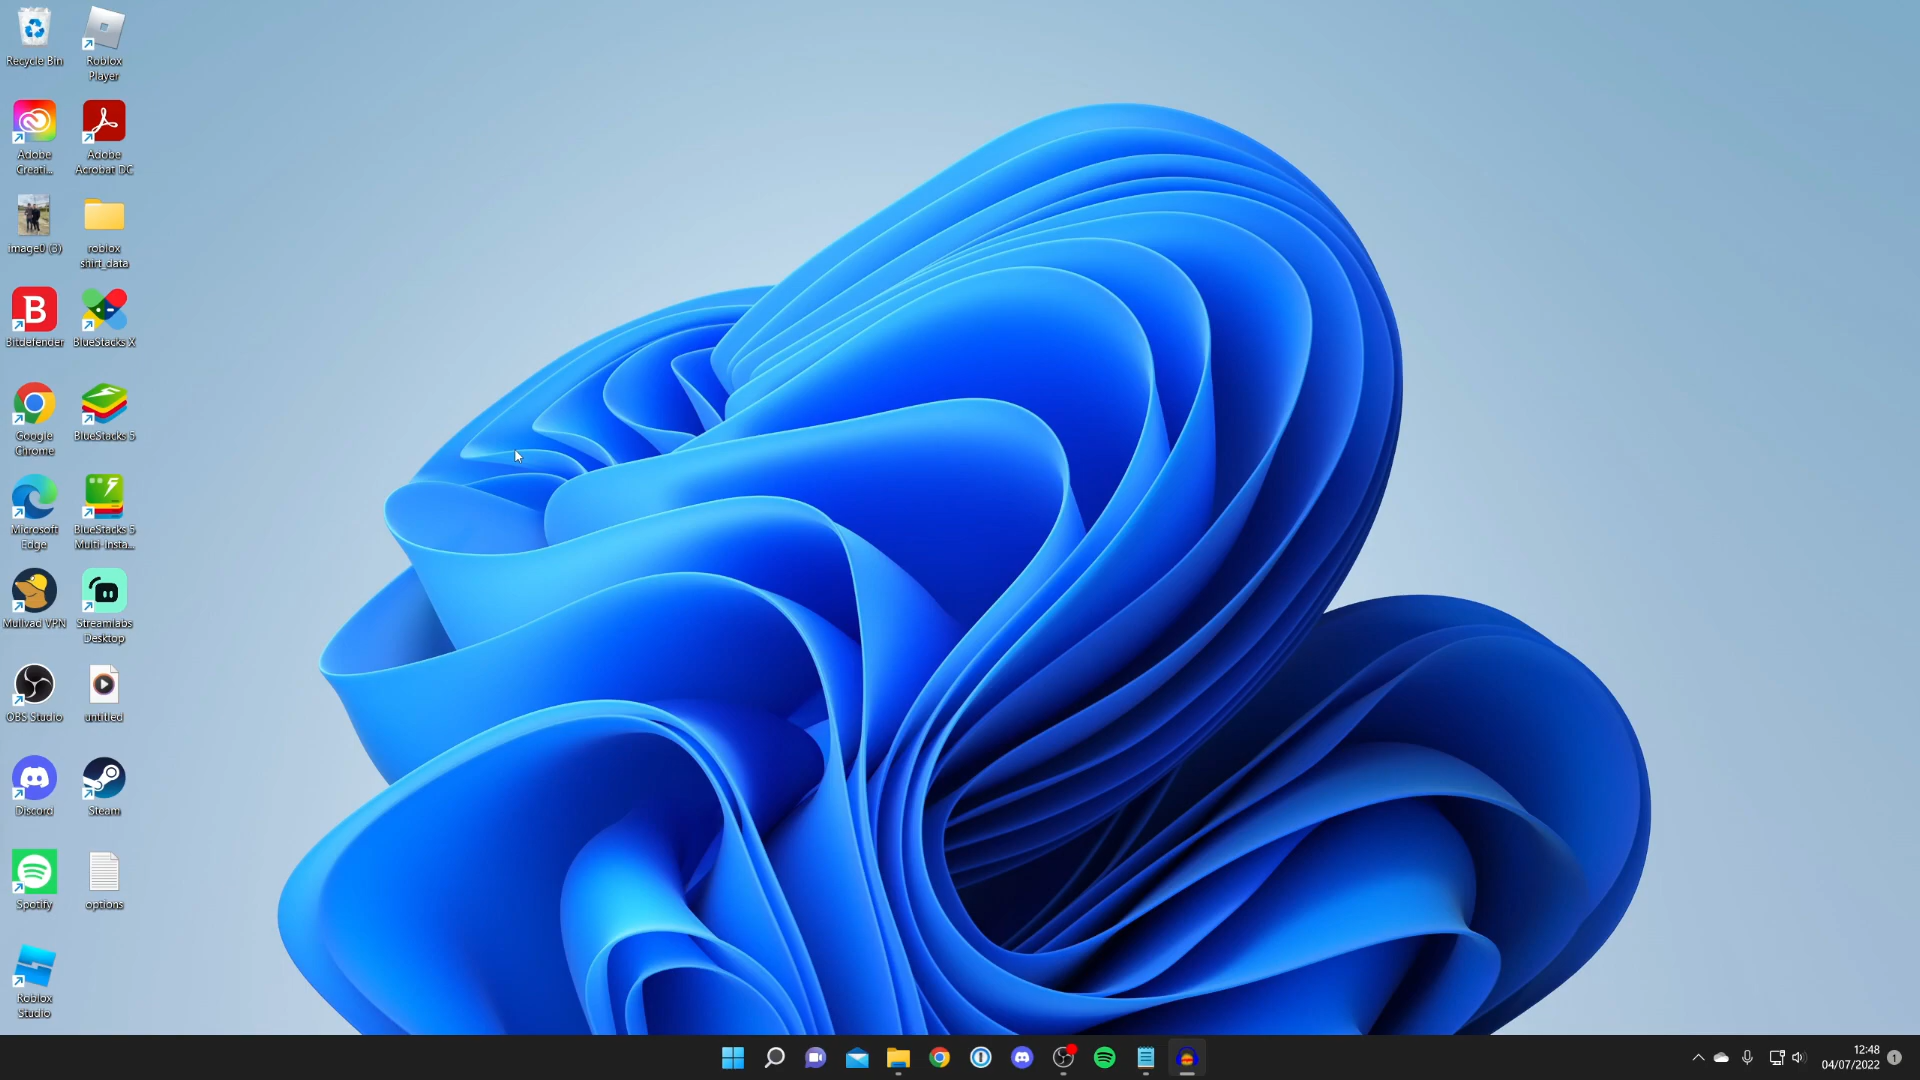 Recycle Bin
Roblox
Player
Adobe
Creati...
Adobe
Acrobat DC
image0 (3)
roblox
shirt_data
Bitdefender
BlueStacks X
Google
Chrome
BlueStacks 5
Microsoft
Edge
BlueStacks 5
Multi-Insta...
Mullvad VPN
Streamlabs
Desktop
OBS Studio
untitled
Discord
Steam
Spotify
options
Roblox
Studio
12:48
04/07/2022
1